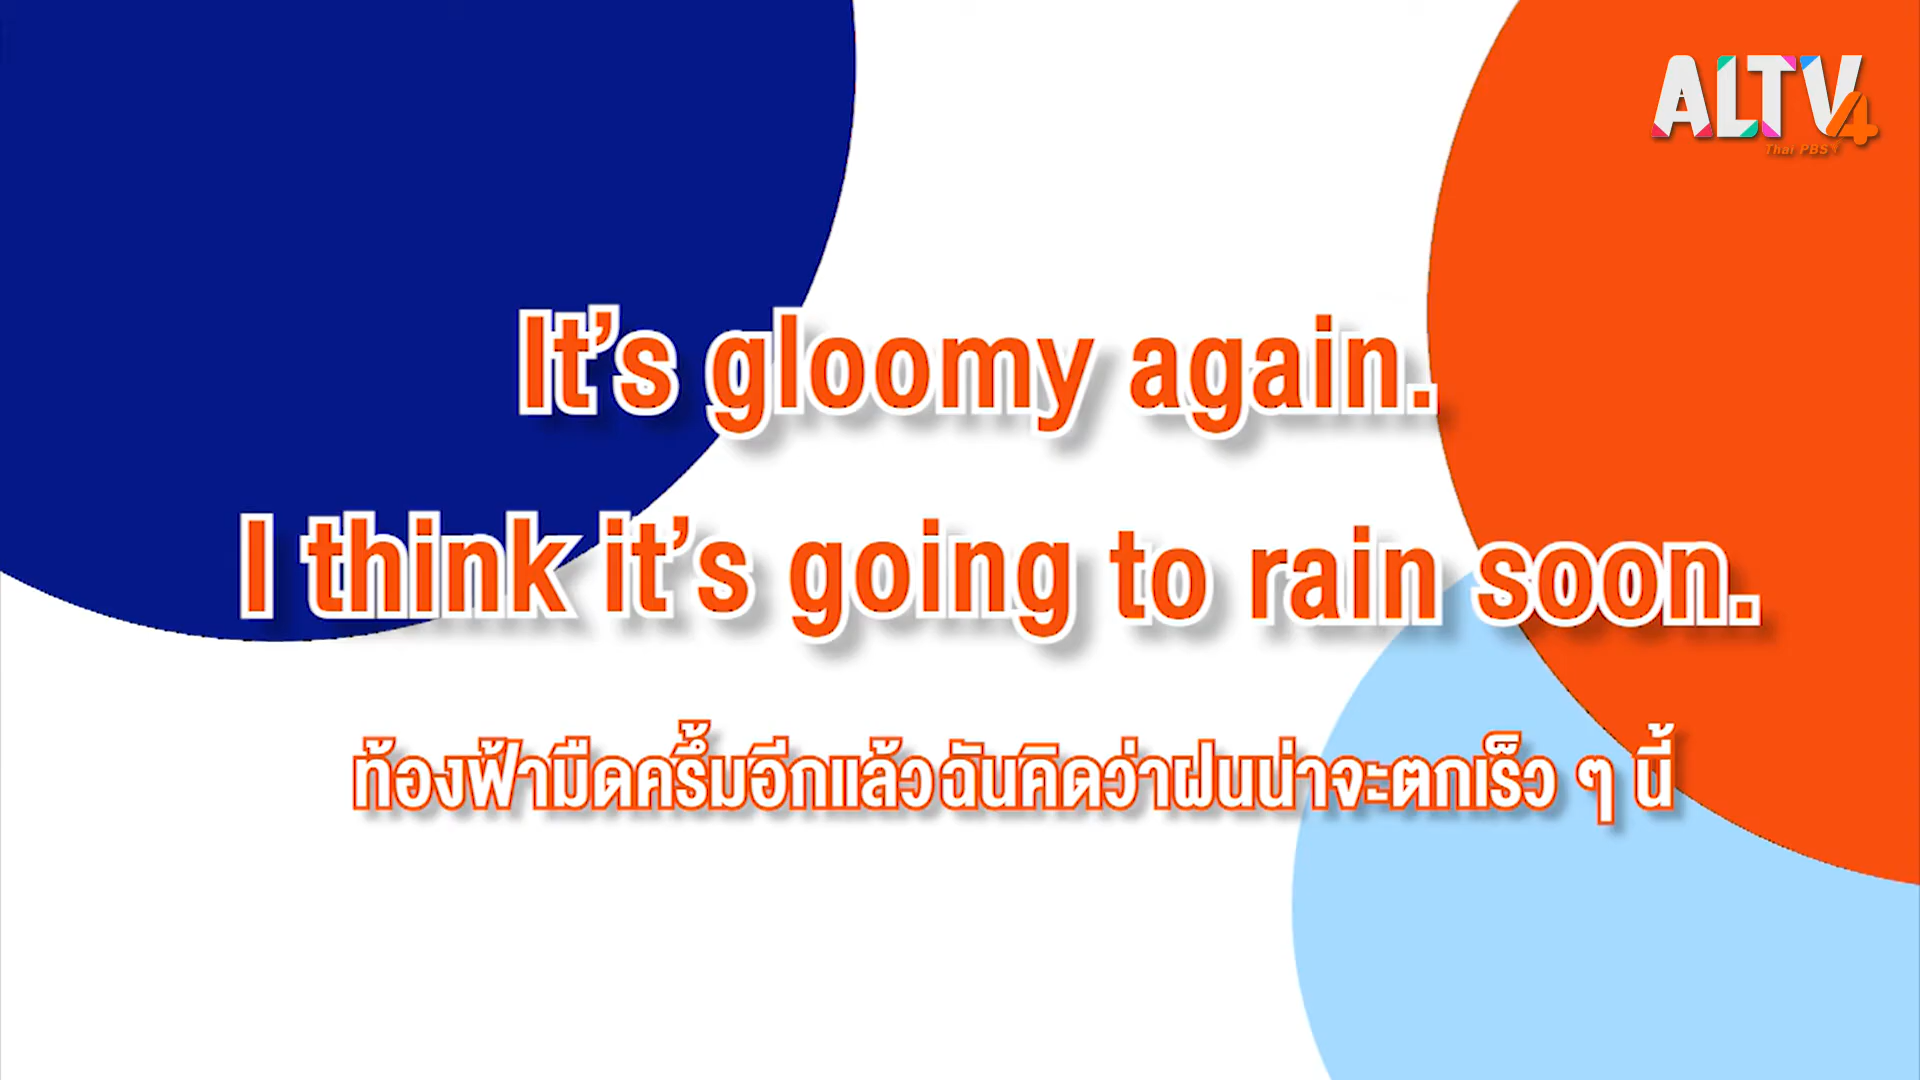 ALTV4
Thai PBS
It’s gloomy again.
I think it’s going to rain soon.
ท้องฟ้ามืดครึ้มอีกแล้ว ฉันคิดว่าฝนน่าจะตกเร็ว ๆ นี้